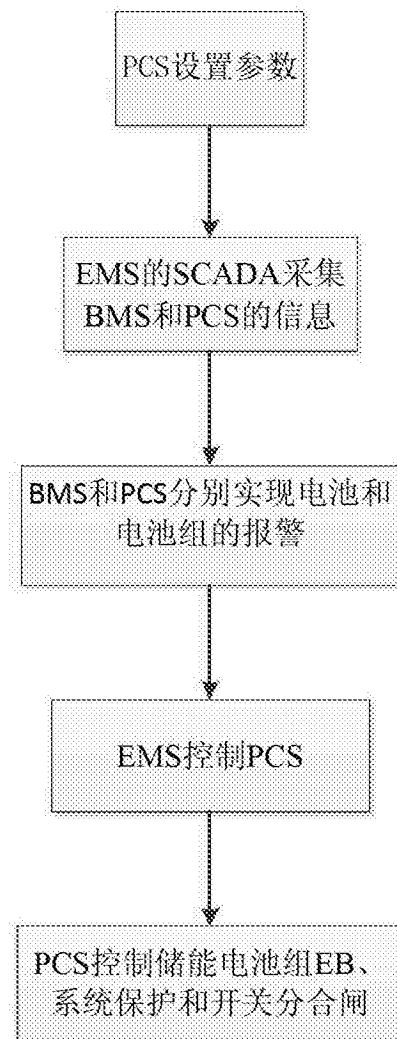 PCS设置参数
EMS的SCADA采集
BMS和PCS的信息
BMS和PCS分别实现电池和
电池组的报警
EMS控制PCS
PCS控制储能电池组EB、
系统保护和开关分合闸